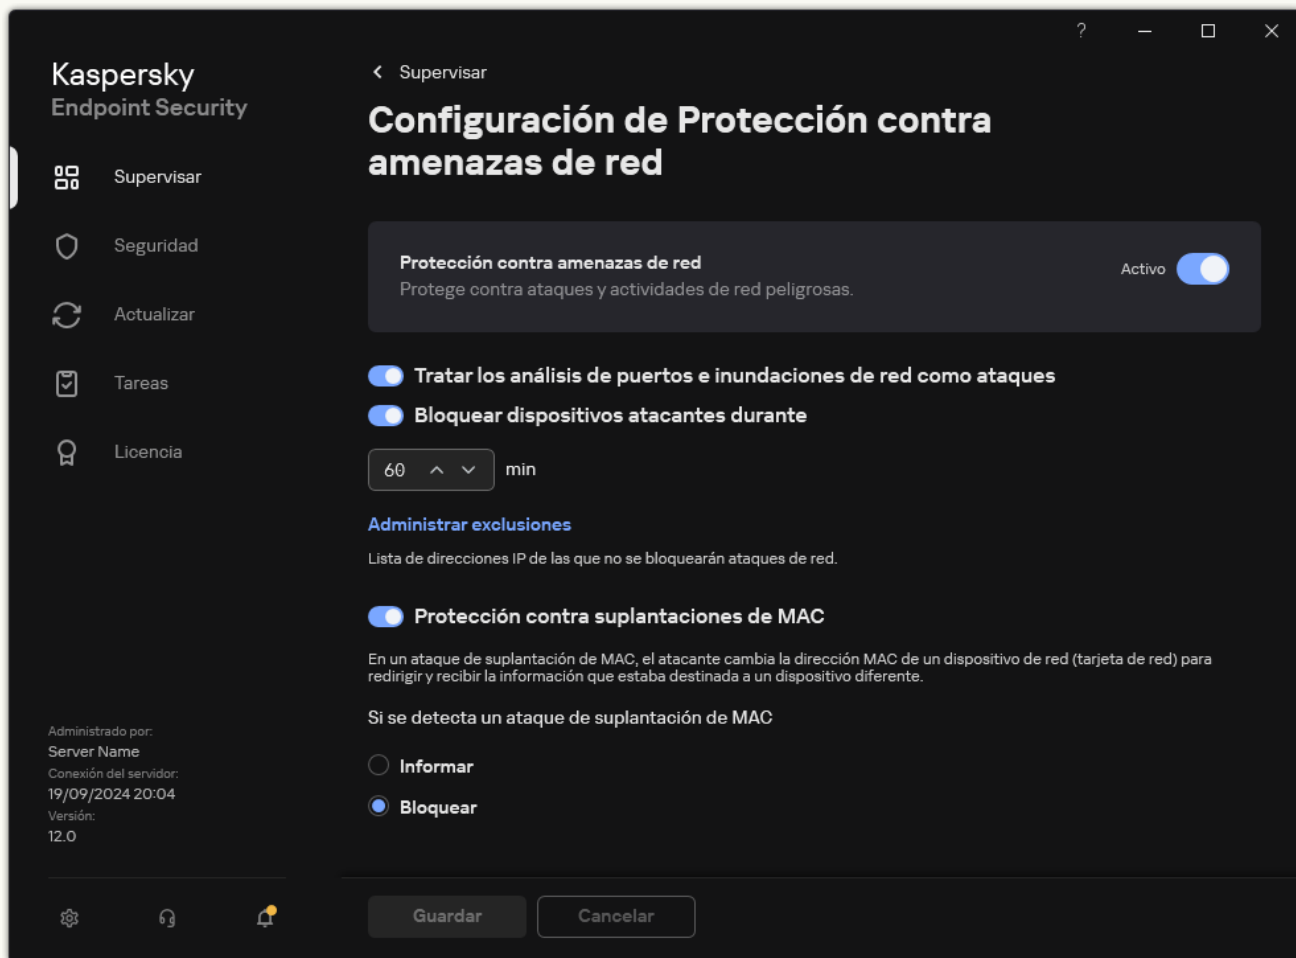 ?
Kaspersky
Endpoint Security
Supervisar
Seguridad
Actualizar
Tareas
Licencia
Administrado por:
Server Name
Conexión del servidor:
19/09/2024 20:04
Versión:
12.0
Supervisar
Configuración de Protección contra
amenazas de red
Protección contra amenazas de red
Protege contra ataques y actividades de red peligrosas.
Activo
Tratar los análisis de puertos e inundaciones de red como ataques
Bloquear dispositivos atacantes durante
60 min
Administrar exclusiones
Lista de direcciones IP de las que no se bloquearán ataques de red.
Protección contra suplantaciones de MAC
En un ataque de suplantación de MAC, el atacante cambia la dirección MAC de un dispositivo de red (tarjeta de red) para
redirigir y recibir la información que estaba destinada a un dispositivo diferente.
Si se detecta un ataque de suplantación de MAC
Informar
Bloquear
Guardar
Cancelar